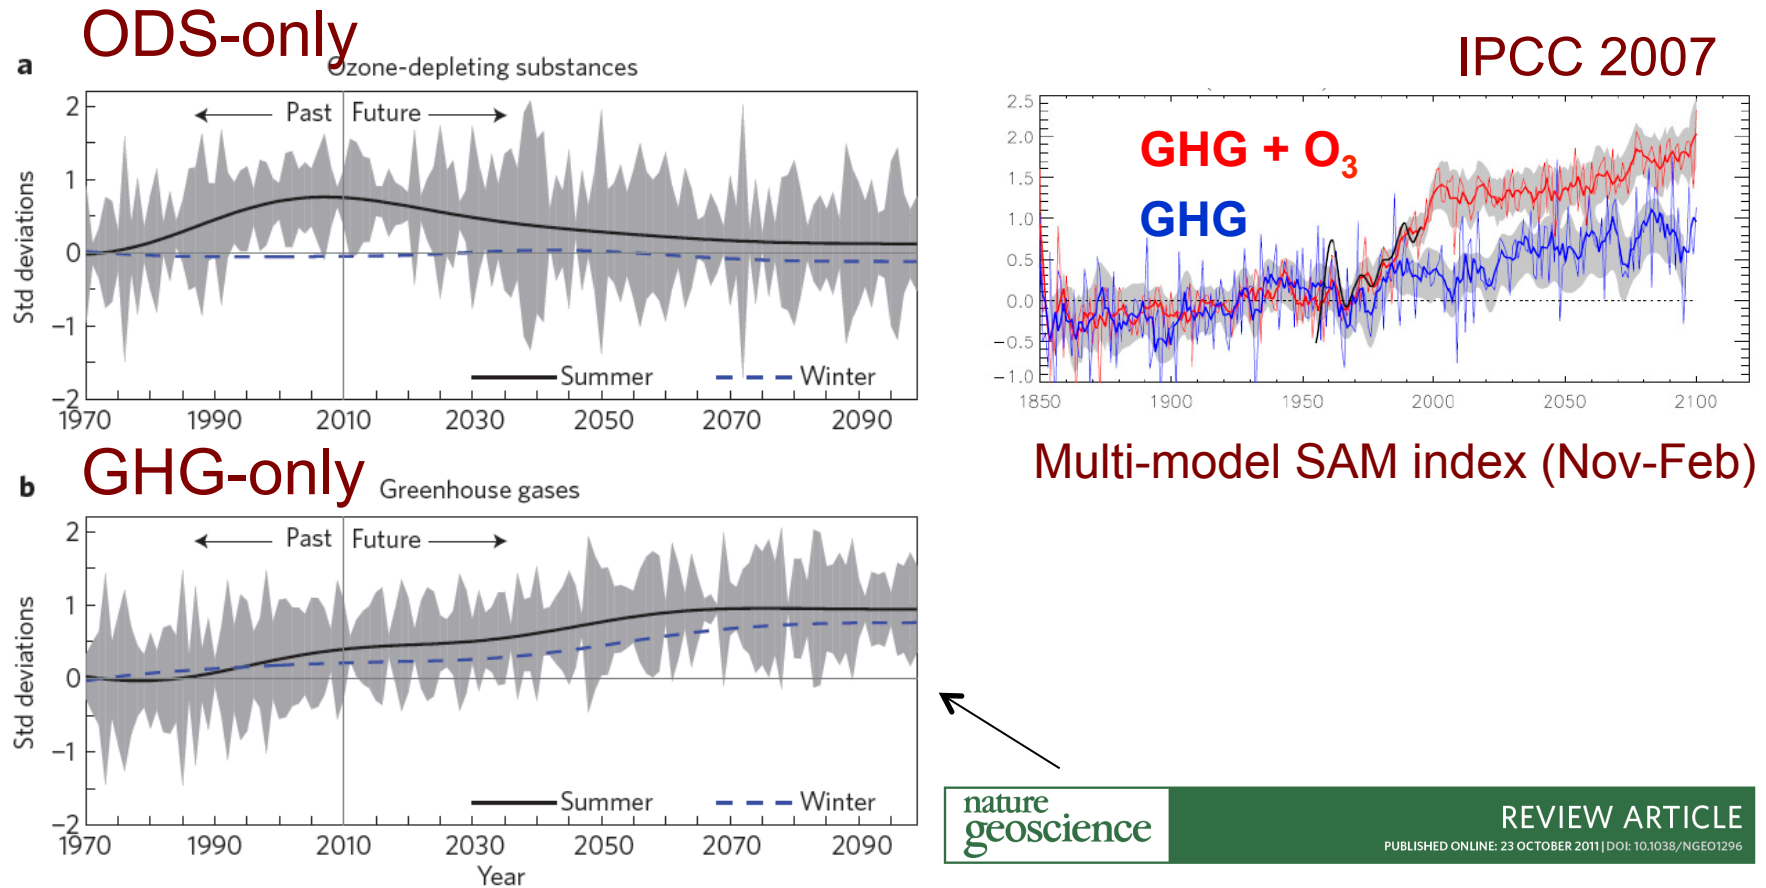 ODS-only
a
Ozone-depleting substances
2
1
0
−1
−2
Std deviations
Past
Future
Summer
Winter
1970 1990 2010 2030 2050 2070 2090
GHG-only
b
Greenhouse gases
2
1
0
−1
−2
Std deviations
Past
Future
Summer
Winter
1970 1990 2010 2030 2050 2070 2090
Year
IPCC 2007
2.5
2.0
1.5
1.0
0.5
0.0
−0.5
−1.0
GHG + O₃
GHG
1850 1900 1950 2000 2050 2100
Multi-model SAM index (Nov-Feb)
nature
geoscience
REVIEW ARTICLE
PUBLISHED ONLINE: 23 OCTOBER 2011 | DOI: 10.1038/NGEO1296